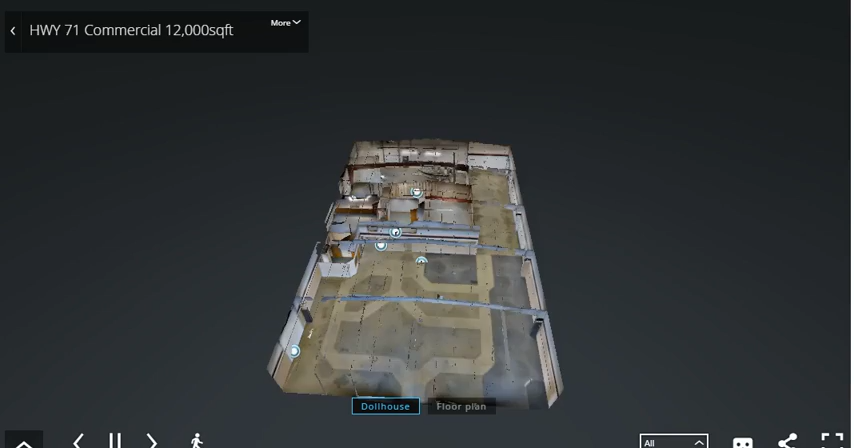 HWY 71 Commercial 12,000sqft
More
Dollhouse
Floor plan
All